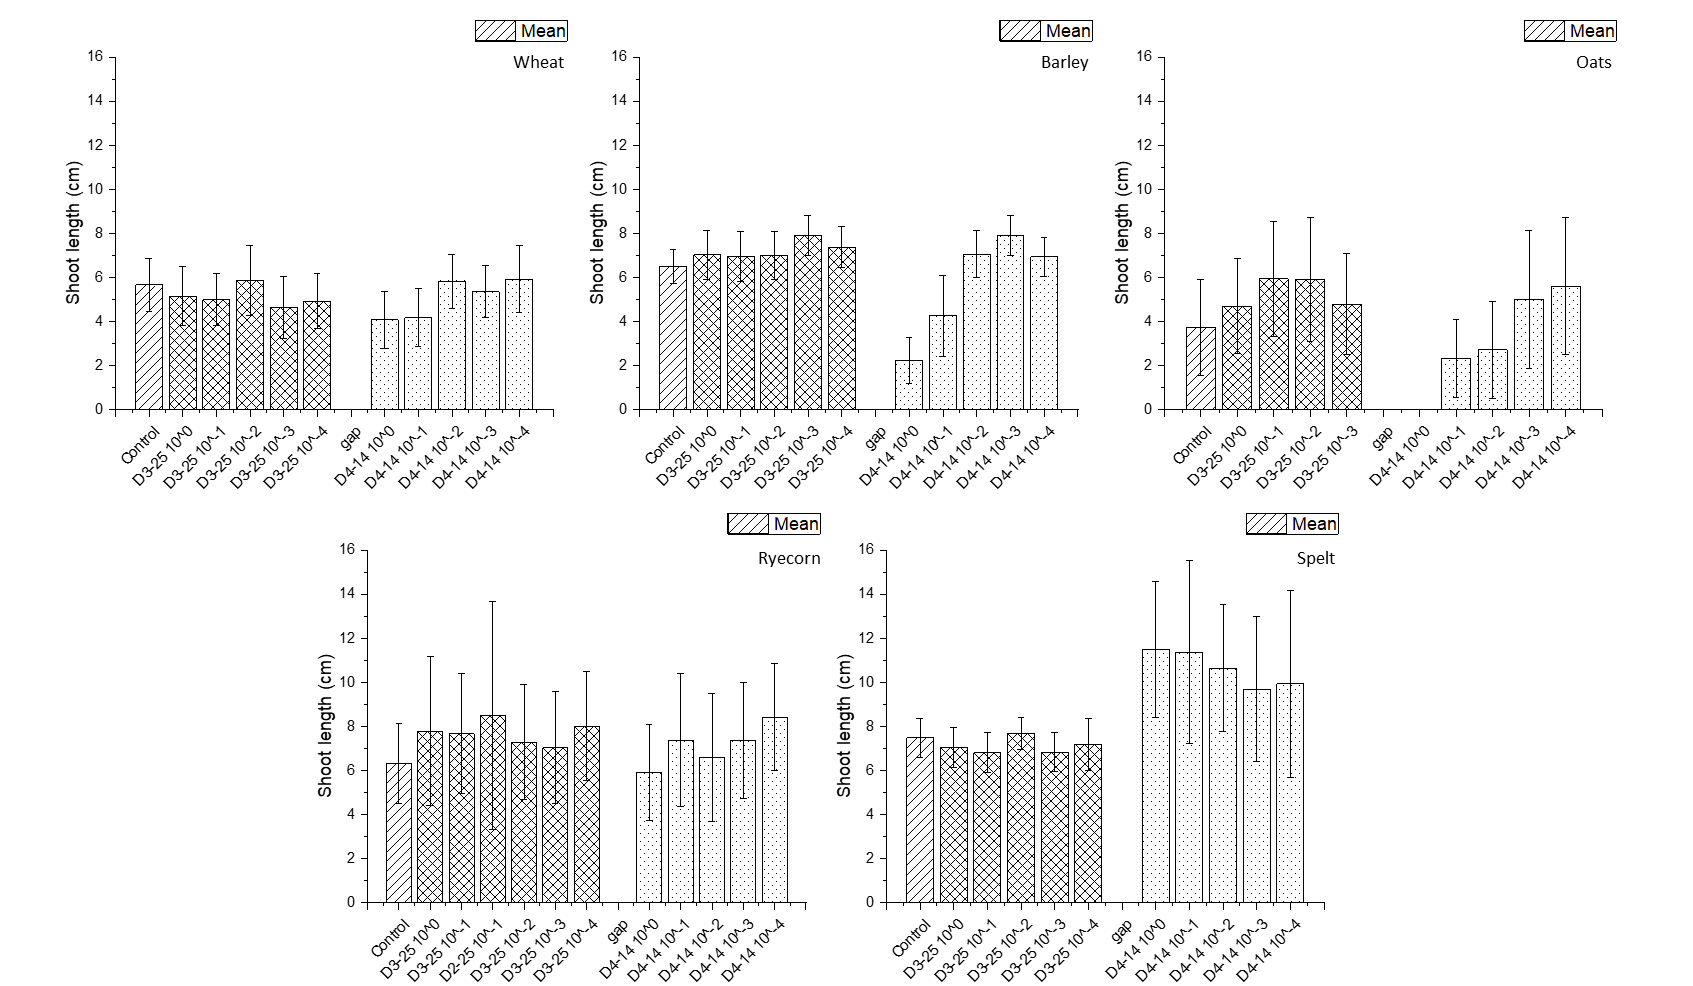 Mean
Wheat
16
14
12
10
8
6
4
2
0
Shoot length (cm)
Control
D3-25 10^0
D3-25 10^-1
D3-25 10^-2
D3-25 10^-3
D3-25 10^-4
gap
D4-14 10^0
D4-14 10^-1
D4-14 10^-2
D4-14 10^-3
D4-14 10^-4
Mean
Barley
16
14
12
10
8
6
4
2
0
Shoot length (cm)
Control
D3-25 10^0
D3-25 10^-1
D3-25 10^-2
D3-25 10^-3
D3-25 10^-4
gap
D4-14 10^0
D4-14 10^-1
D4-14 10^-2
D4-14 10^-3
D4-14 10^-4
Mean
Oats
16
14
12
10
8
6
4
2
0
Shoot length (cm)
Control
D3-25 10^0
D3-25 10^-1
D3-25 10^-2
D3-25 10^-3
gap
D4-14 10^0
D4-14 10^-1
D4-14 10^-2
D4-14 10^-3
D4-14 10^-4
Mean
Ryecorn
16
14
12
10
8
6
4
2
0
Shoot length (cm)
Control
D3-25 10^0
D3-25 10^-1
D2-25 10^-1
D3-25 10^-2
D3-25 10^-3
D3-25 10^-4
gap
D4-14 10^0
D4-14 10^-1
D4-14 10^-2
D4-14 10^-3
D4-14 10^-4
Mean
Spelt
16
14
12
10
8
6
4
2
0
Shoot length (cm)
Control
D3-25 10^0
D3-25 10^-1
D3-25 10^-2
D3-25 10^-3
D3-25 10^-4
gap
D4-14 10^0
D4-14 10^-1
D4-14 10^-2
D4-14 10^-3
D4-14 10^-4